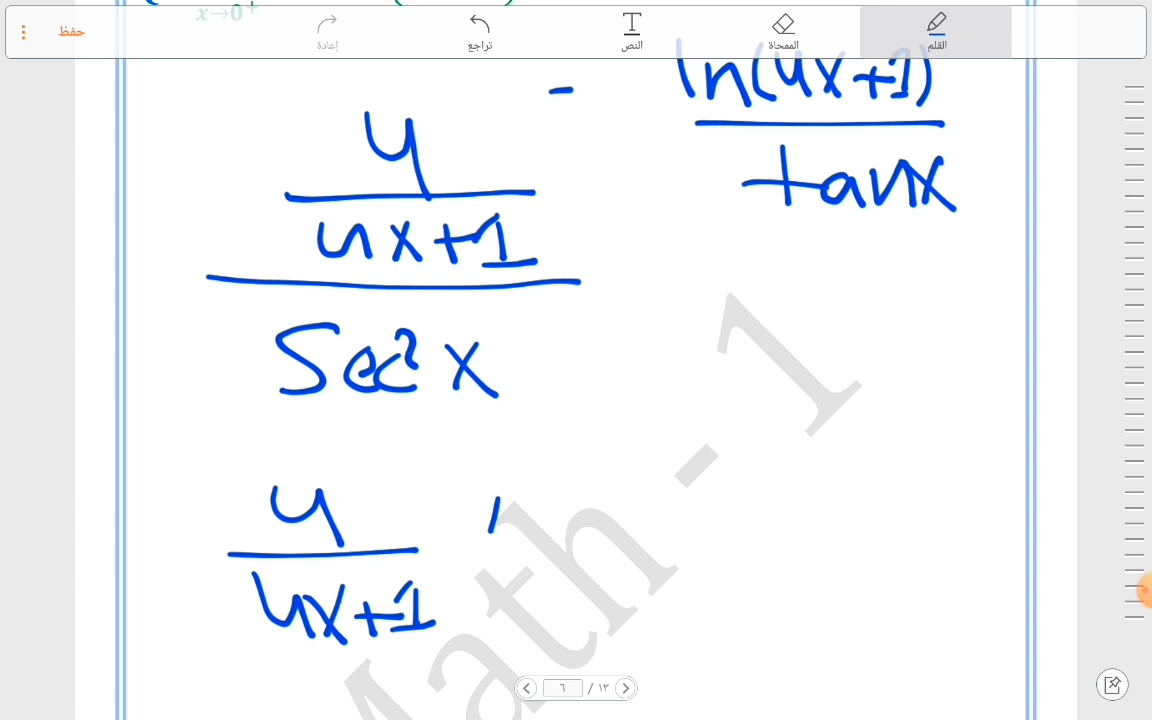 x→0⁺
حفظ
إعادة
تراجع
النص
الممحاة
القلم
ln(4x+1)
-
tanx
4
4x+1
Sec² x
4
4x+1
Math - 1
٦ / ١٣